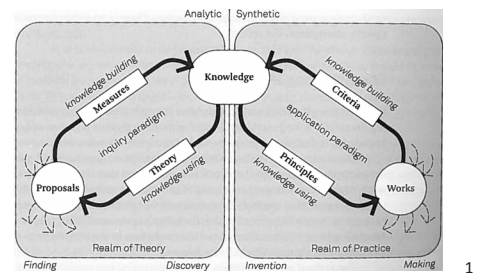 Analytic
Synthetic
knowledge building
Measures
Knowledge
knowledge building
Criteria
inquiry paradigm
application paradigm
Theory
knowledge using
Principles
knowledge using
Proposals
Works
Realm of Theory
Realm of Practice
Finding
Discovery
Invention
Making
1